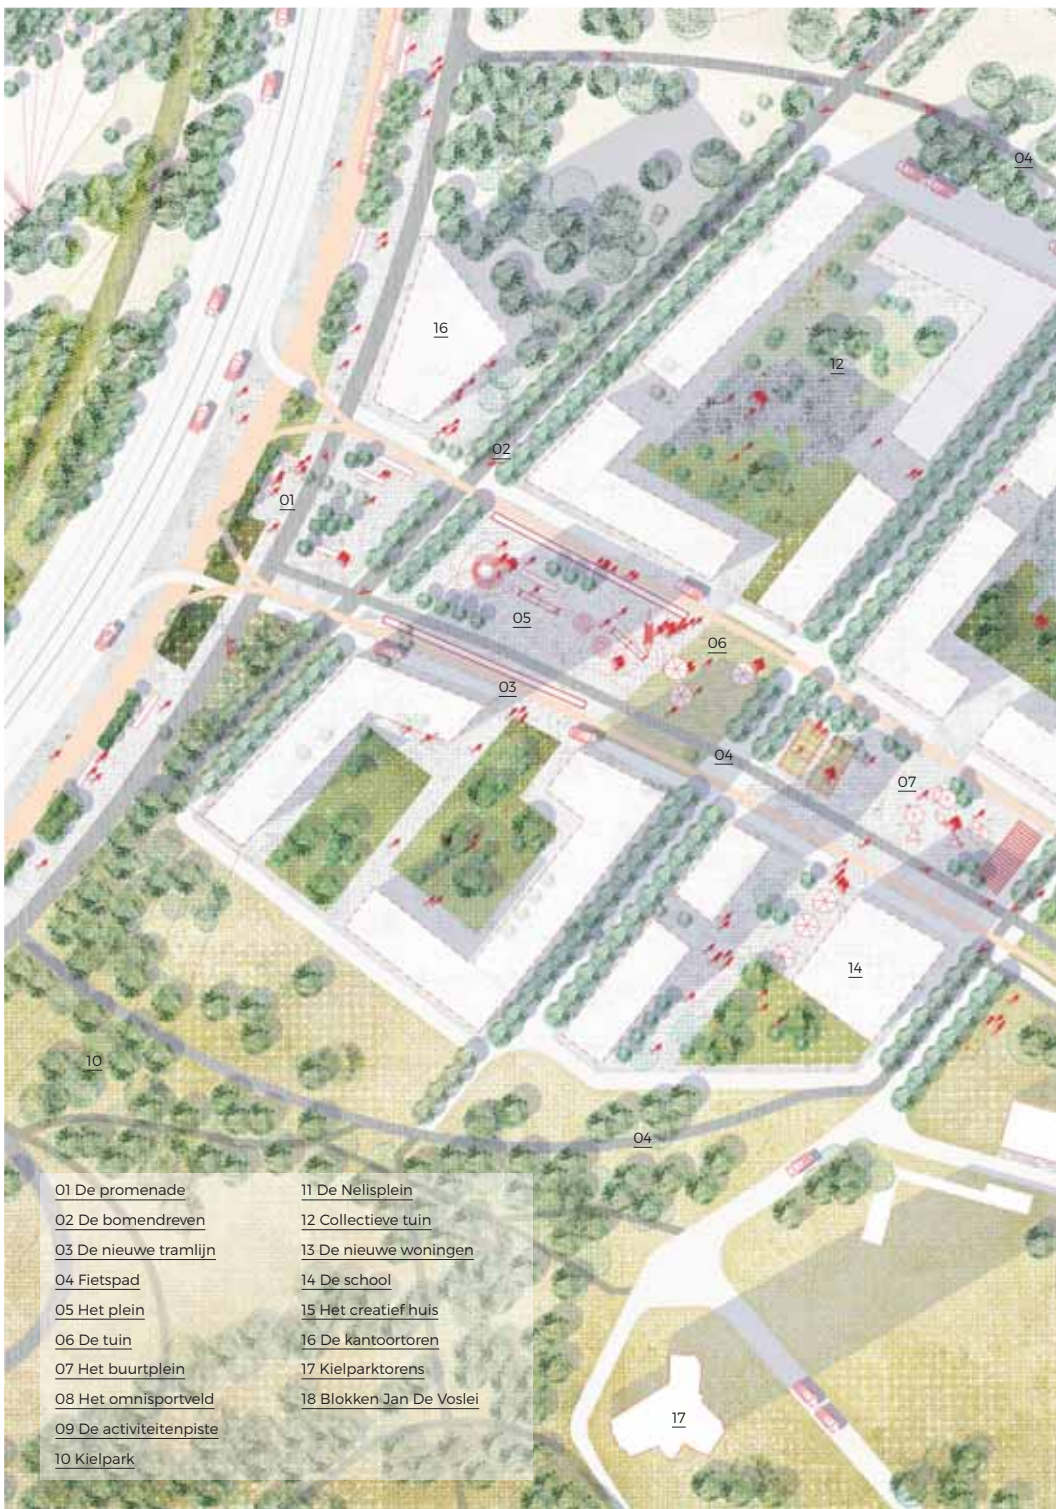 04
16
12
02
01
05
06
03
04
07
14
10
04
01 De promenade
02 De bomendreven
03 De nieuwe tramlijn
04 Fietspad
05 Het plein
06 De tuin
07 Het buurtplein
08 Het omnisportveld
09 De activiteitenpiste
10 Kielpark
11 De Nelisplein
12 Collectieve tuin
13 De nieuwe woningen
14 De school
15 Het creatief huis
16 De kantoortoren
17 Kielparktorens
18 Blokken Jan De Voslei
17